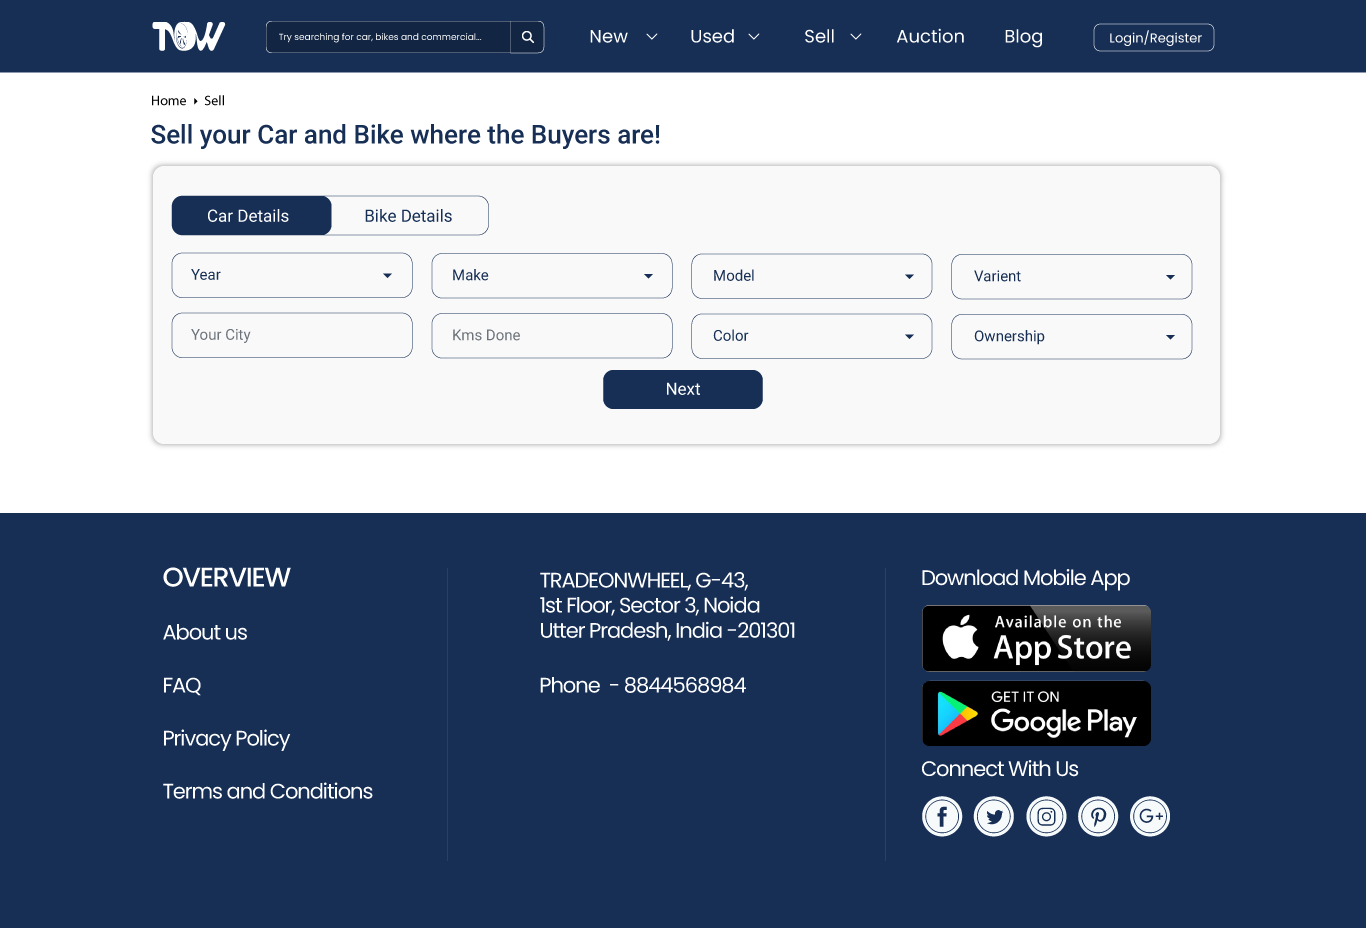 TOW
Try searching for car, bikes and commercial...
New
Used
Sell
Auction
Blog
Login/Register
Home
Sell
Sell your Car and Bike where the Buyers are!
Car Details
Bike Details
Year
Make
Model
Varient
Your City
Kms Done
Color
Ownership
Next
OVERVIEW
About us
FAQ
Privacy Policy
Terms and Conditions
TRADEONWHEEL, G-43,
1st Floor, Sector 3, Noida
Utter Pradesh, India -201301
Phone - 8844568984
Download Mobile App
Available on the
App Store
GET IT ON
Google Play
Connect With Us
f
G+